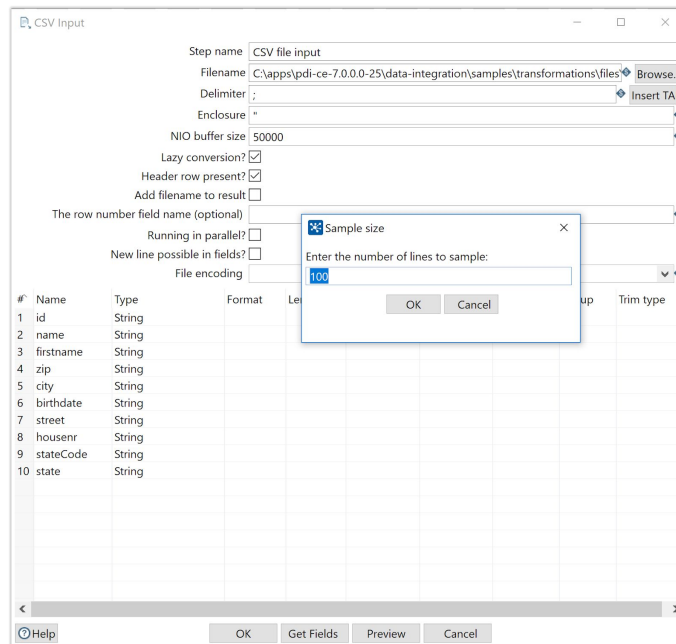 CSV Input
Step name CSV file input
Filename C:\apps\pdi-ce-7.0.0.0-25\data-integration\samples\transformations\files\ Browse.
Delimiter ; Insert TA
Enclosure "
NIO buffer size 50000
Lazy conversion?
Header row present?
Add filename to result
The row number field name (optional)
Running in parallel?
New line possible in fields?
File encoding
Sample size
Enter the number of lines to sample:
100
OK Cancel
# Name Type Format Le up Trim type
1 id String
2 name String
3 firstname String
4 zip String
5 city String
6 birthdate String
7 street String
8 housenr String
9 stateCode String
10 state String
Help OK Get Fields Preview Cancel